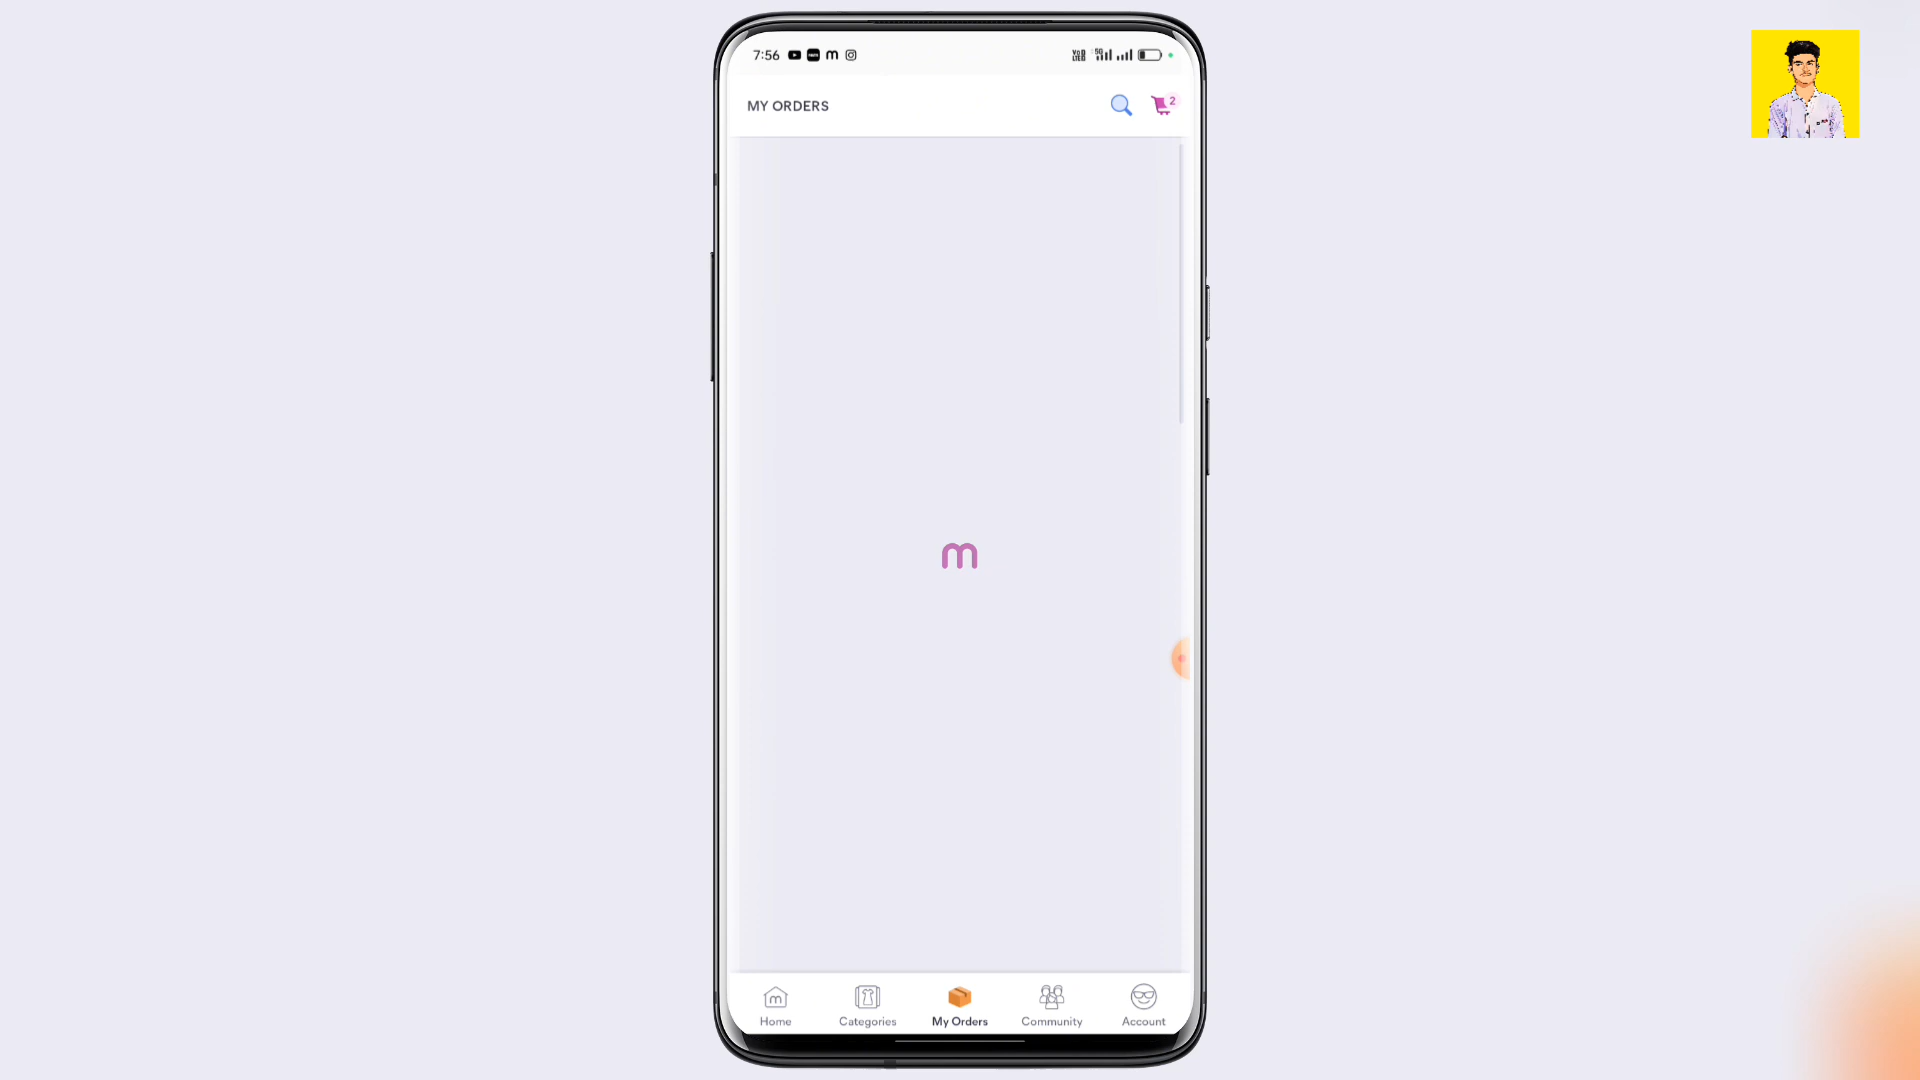 7:56
MY ORDERS
2
m
Home
Categories
My Orders
Community
Account